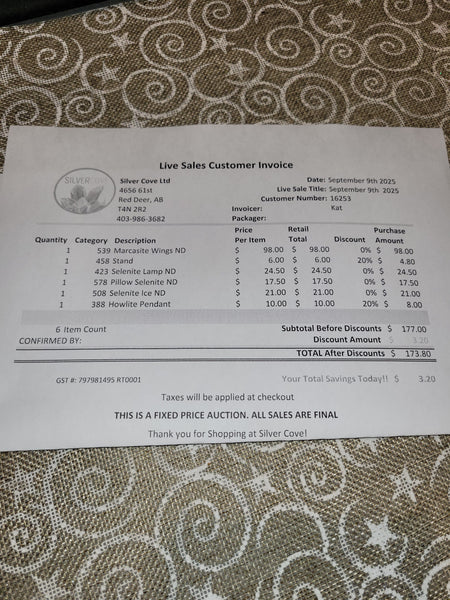 Live Sales Customer Invoice
SILVER COVE
Silver Cove Ltd
4656 61st
Red Deer, AB
T4N 2R2
403-986-3682
Date: September 9th 2025
Live Sale Title: September 9th 2025
Customer Number: 16253
Invoicer: Kat
Packager:
Quantity Category Description Price Per Item Retail Total Discount Purchase Amount
1 539 Marcasite Wings ND $ 98.00 $ 98.00 0% $ 98.00
1 458 Stand $ 6.00 $ 6.00 20% $ 4.80
1 423 Selenite Lamp ND $ 24.50 $ 24.50 0% $ 24.50
1 578 Pillow Selenite ND $ 17.50 $ 17.50 0% $ 17.50
1 508 Selenite Ice ND $ 21.00 $ 21.00 0% $ 21.00
1 388 Howlite Pendant $ 10.00 $ 10.00 20% $ 8.00
6 Item Count Subtotal Before Discounts $ 177.00
CONFIRMED BY: Discount Amount $ 3.20
TOTAL After Discounts $ 173.80
GST #: 797981495 RT0001 Your Total Savings Today!! $ 3.20
Taxes will be applied at checkout
THIS IS A FIXED PRICE AUCTION. ALL SALES ARE FINAL
Thank you for Shopping at Silver Cove!